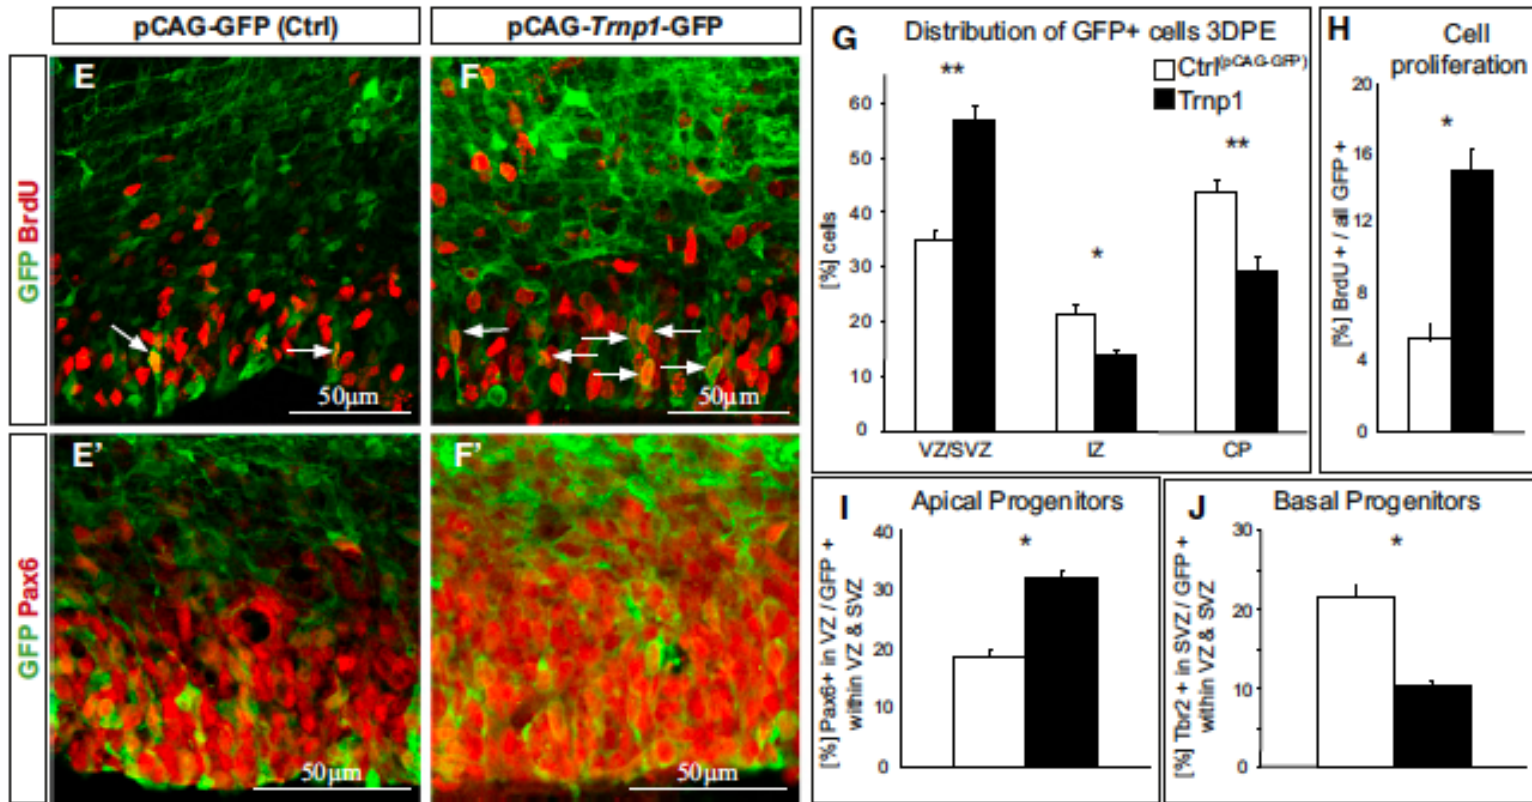 pCAG-GFP (Ctrl)
pCAG-Trnp1-GFP
GFP BrdU
E
50µm
F
50µm
GFP Pax6
E'
50µm
F'
50µm
G
Distribution of GFP+ cells 3DPE
Ctrl(pCAG-GFP)
Trnp1
[%] cells
60
50
40
30
20
10
0
**
*
**
VZ/SVZ
IZ
CP
H
Cell
proliferation
[%] BrdU + / all GFP +
20
16
12
8
4
0
*
I
Apical Progenitors
[%] Pax6+ in VZ / GFP +
within VZ & SVZ
40
30
20
10
0
*
J
Basal Progenitors
[%] Tbr2 + in SVZ / GFP +
within VZ & SVZ
30
20
10
0
*